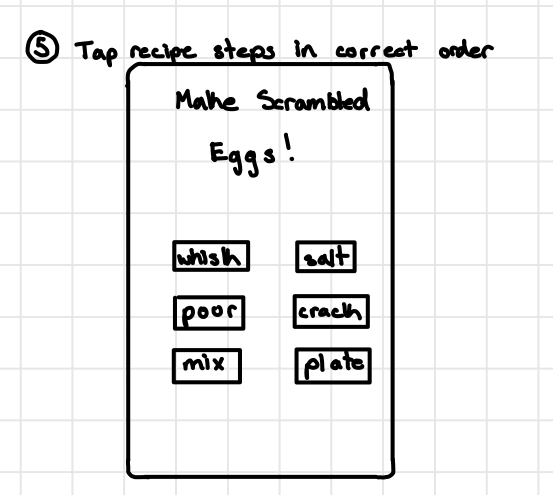 5 Tap recipe steps in correct order
Make Scrambled
Eggs!
whisk salt
poor crack
mix plate